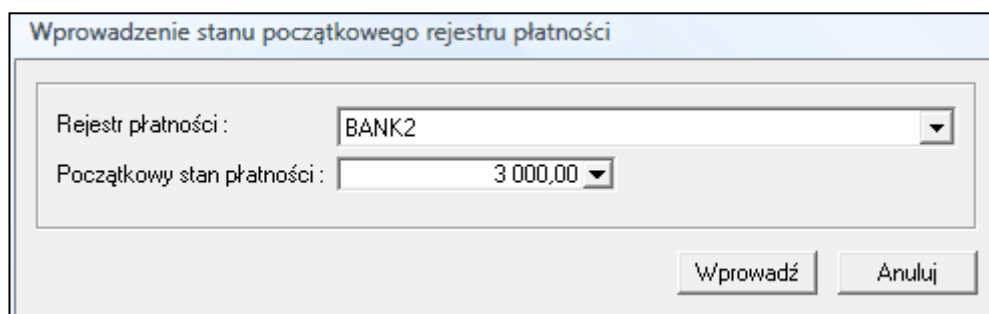 Wprowadzenie stanu początkowego rejestru płatności
Rejestr płatności : BANK2
Początkowy stan płatności : 3 000,00
Wprowadź Anuluj